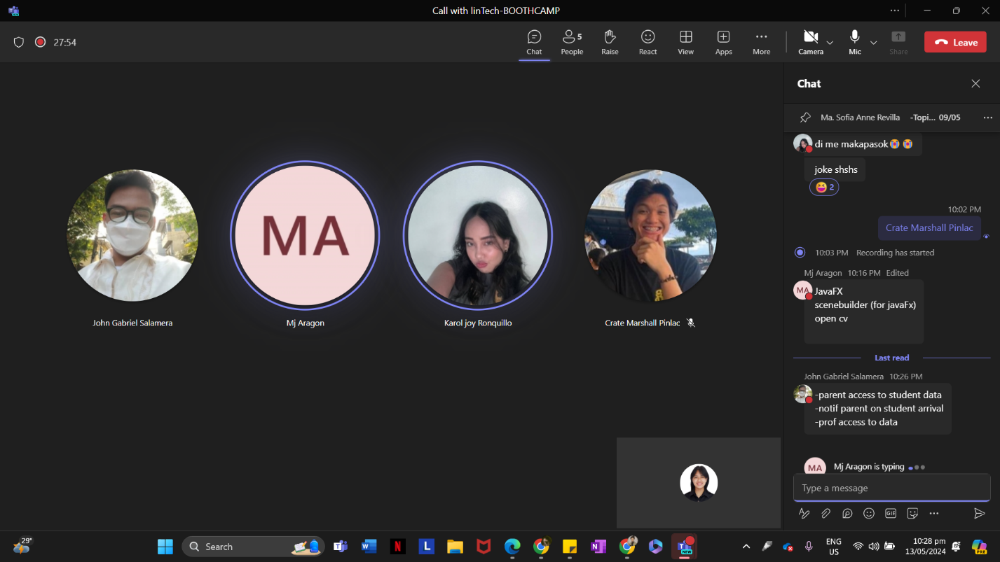 Call with linTech-BOOTHCAMP
27:54
Chat
People
5
Raise
React
View
Apps
More
Camera
Mic
Share
Leave
Chat
Ma. Sofia Anne Revilla -Topi... 09/05
di me makapasok😭😭
joke shshs
😆 2
10:02 PM
Crate Marshall Pinlac
10:03 PM Recording has started
Mj Aragon 10:16 PM Edited
MA
JavaFX
scenebuilder (for javaFx)
open cv
Last read
John Gabriel Salamera 10:26 PM
-parent access to student data
-notif parent on student arrival
-prof access to data
MA
Mj Aragon is typing
Type a message
GIF
MA
John Gabriel Salamera
Mj Aragon
Karol joy Ronquillo
Crate Marshall Pinlac
29°
Search
W
N
L
N
NEW
ENG
US
10:28 pm
13/05/2024
PRE